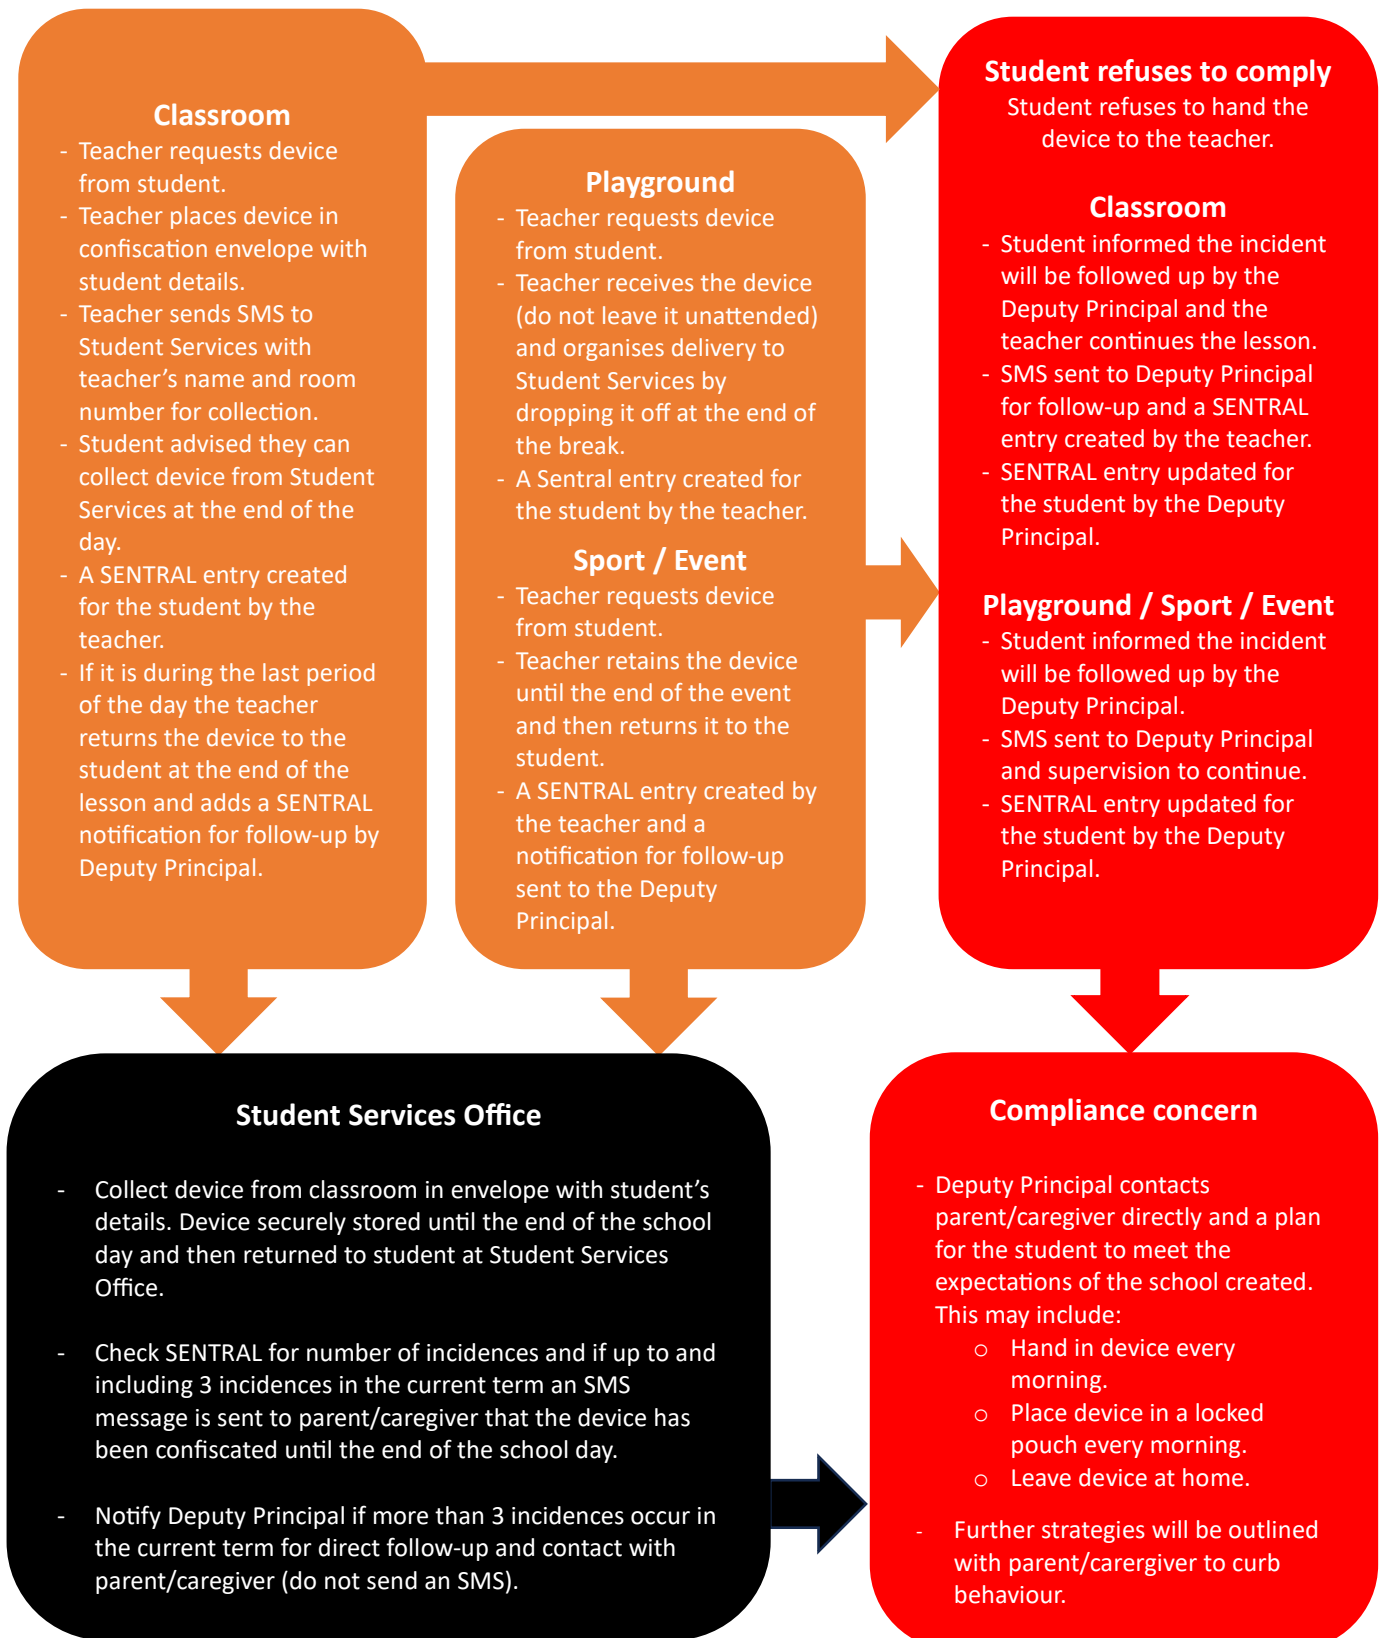 Classroom
- Teacher requests device
from student.
- Teacher places device in
confiscation envelope with
student details.
- Teacher sends SMS to
Student Services with
teacher's name and room
number for collection.
- Student advised they can
collect device from Student
Services at the end of the
day.
- A SENTRAL entry created
for the student by the
teacher.
- If it is during the last period
of the day the teacher
returns the device to the
student at the end of the
lesson and adds a SENTRAL
notification for follow-up by
Deputy Principal.
Playground
- Teacher requests device
from student.
- Teacher receives the device
(do not leave it unattended)
and organises delivery to
Student Services by
dropping it off at the end of
the break.
- A Sentral entry created for
the student by the teacher.
Sport / Event
- Teacher requests device
from student.
- Teacher retains the device
until the end of the event
and then returns it to the
student.
- A SENTRAL entry created by
the teacher and a
notification for follow-up
sent to the Deputy
Principal.
Student refuses to comply
Student refuses to hand the
device to the teacher.
Classroom
- Student informed the incident
will be followed up by the
Deputy Principal and the
teacher continues the lesson.
- SMS sent to Deputy Principal
for follow-up and a SENTRAL
entry created by the teacher.
- SENTRAL entry updated for
the student by the Deputy
Principal.
Playground / Sport / Event
- Student informed the incident
will be followed up by the
Deputy Principal.
- SMS sent to Deputy Principal
and supervision to continue.
- SENTRAL entry updated for
the student by the Deputy
Principal.
Student Services Office
- Collect device from classroom in envelope with student's
details. Device securely stored until the end of the school
day and then returned to student at Student Services
Office.
- Check SENTRAL for number of incidences and if up to and
including 3 incidences in the current term an SMS
message is sent to parent/caregiver that the device has
been confiscated until the end of the school day.
- Notify Deputy Principal if more than 3 incidences occur in
the current term for direct follow-up and contact with
parent/caregiver (do not send an SMS).
Compliance concern
- Deputy Principal contacts
parent/caregiver directly and a plan
for the student to meet the
expectations of the school created.
This may include:
o Hand in device every
morning.
o Place device in a locked
pouch every morning.
o Leave device at home.
- Further strategies will be outlined
with parent/carergiver to curb
behaviour.